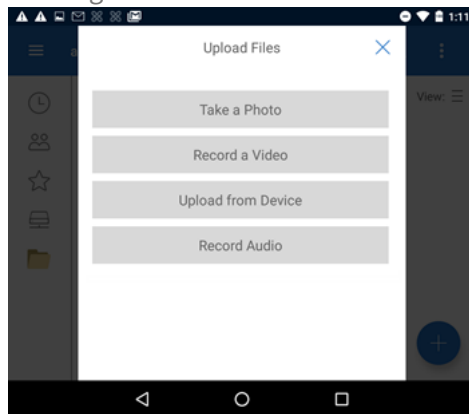 1:11
Upload Files
View:
Take a Photo
Record a Video
Upload from Device
Record Audio